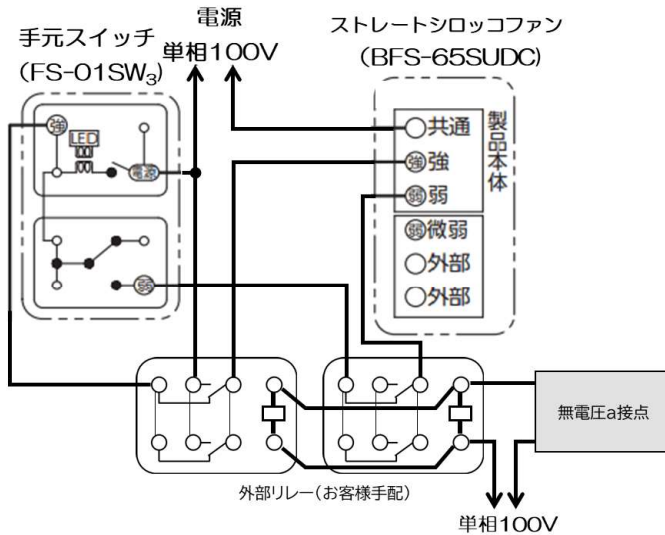 電源
単相100V
手元スイッチ
(FS-01SW₃)
強
LED
電源
弱
ストレートシロッコファン
(BFS-65SUDC)
共通
強 強
弱 弱
弱 微弱
外部
外部
製品本体
無電圧a接点
外部リレー(お客様手配)
単相100V